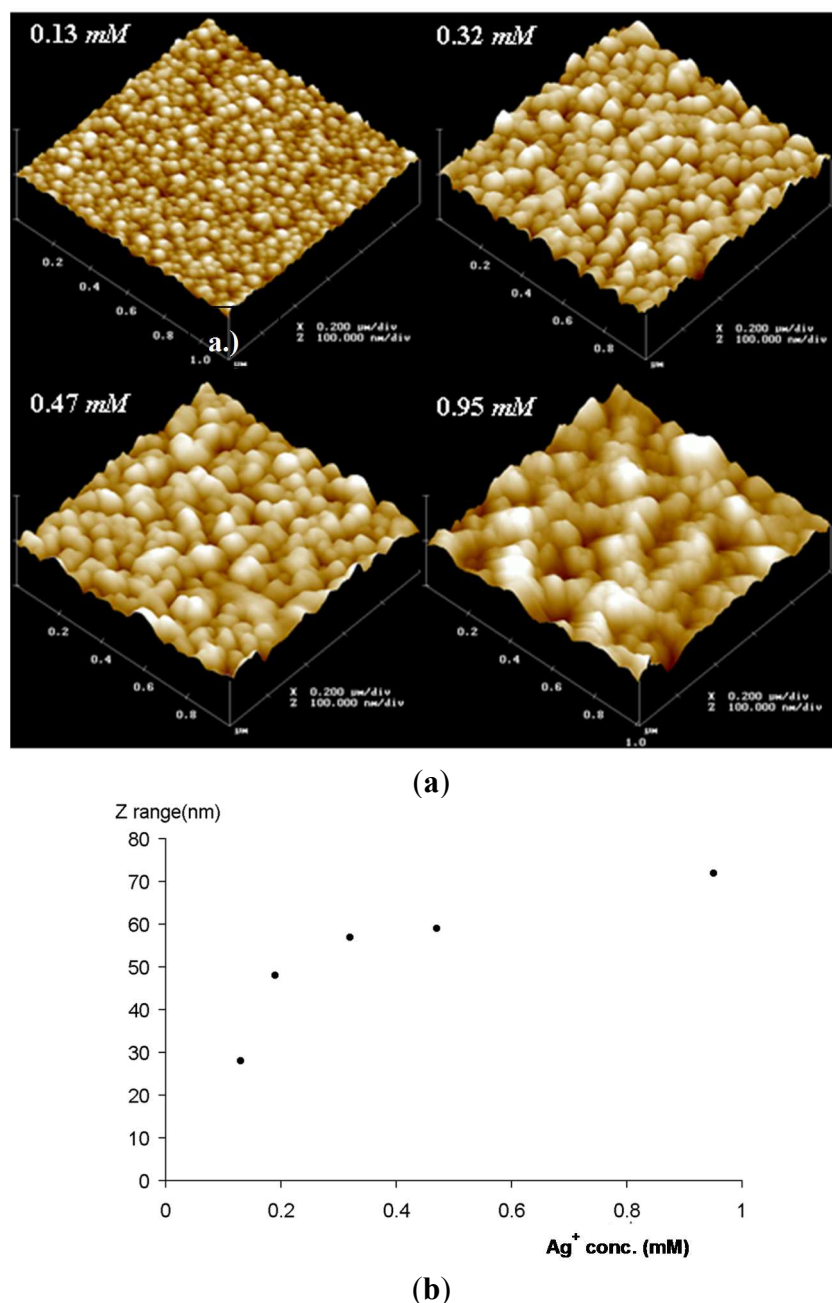 0.13 mM
0.2
0.4
0.6
0.8
1.0
µm
X 0.200 µm/div
Z 100.000 nm/div
a.)
0.32 mM
0.2
0.4
0.6
0.8
µm
X 0.200 µm/div
Z 100.000 nm/div
0.47 mM
0.2
0.4
0.6
0.8
µm
X 0.200 µm/div
Z 100.000 nm/div
0.95 mM
0.2
0.4
0.6
0.8
1.0
µm
X 0.200 µm/div
Z 100.000 nm/div
(a)
Z range(nm)
80
70
60
50
40
30
20
10
0
0 0.2 0.4 0.6 0.8 1
Ag⁺ conc. (mM)
(b)